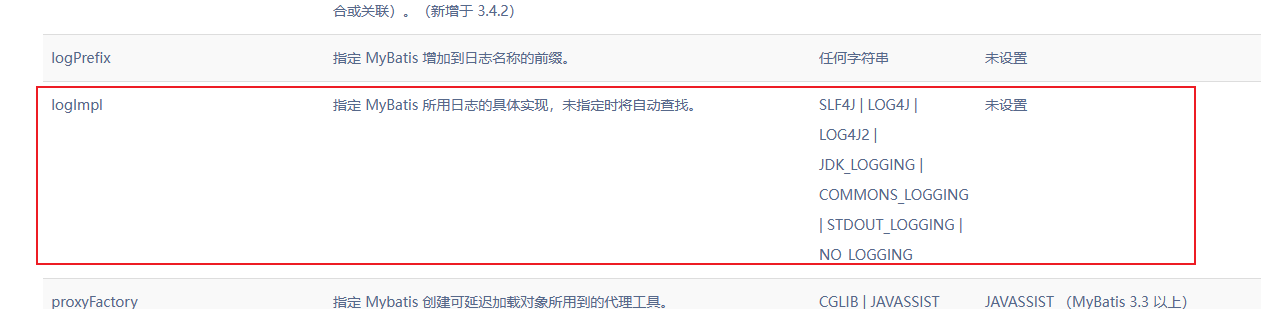 合或关联）。（新增于 3.4.2）
logPrefix 指定 MyBatis 增加到日志名称的前缀。 任何字符串 未设置
logImpl 指定 MyBatis 所用日志的具体实现，未指定时将自动查找。 SLF4J | LOG4J | 未设置
LOG4J2 |
JDK_LOGGING |
COMMONS_LOGGING
| STDOUT_LOGGING |
NO_LOGGING
proxyFactory 指定 Mybatis 创建可延迟加载对象所用到的代理工具。 CGLIB | JAVASSIST JAVASSIST （MyBatis 3.3 以上）